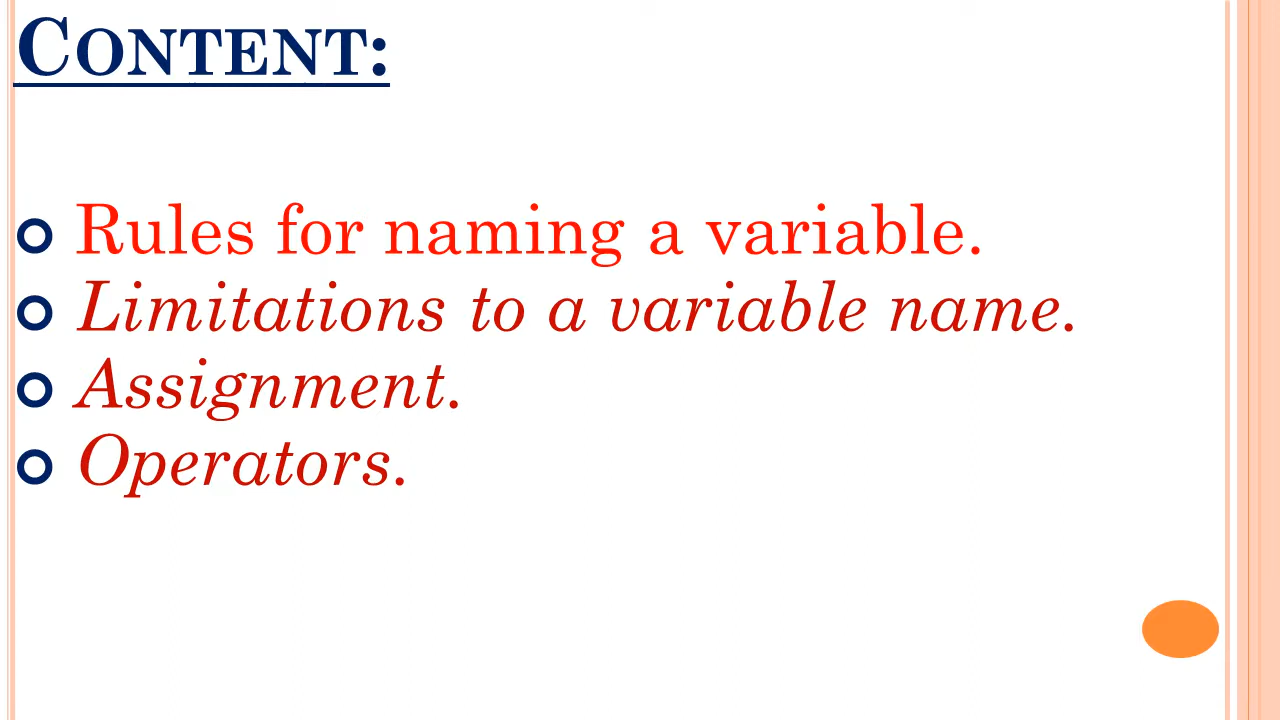 CONTENT:
Rules for naming a variable.
Limitations to a variable name.
Assignment.
Operators.